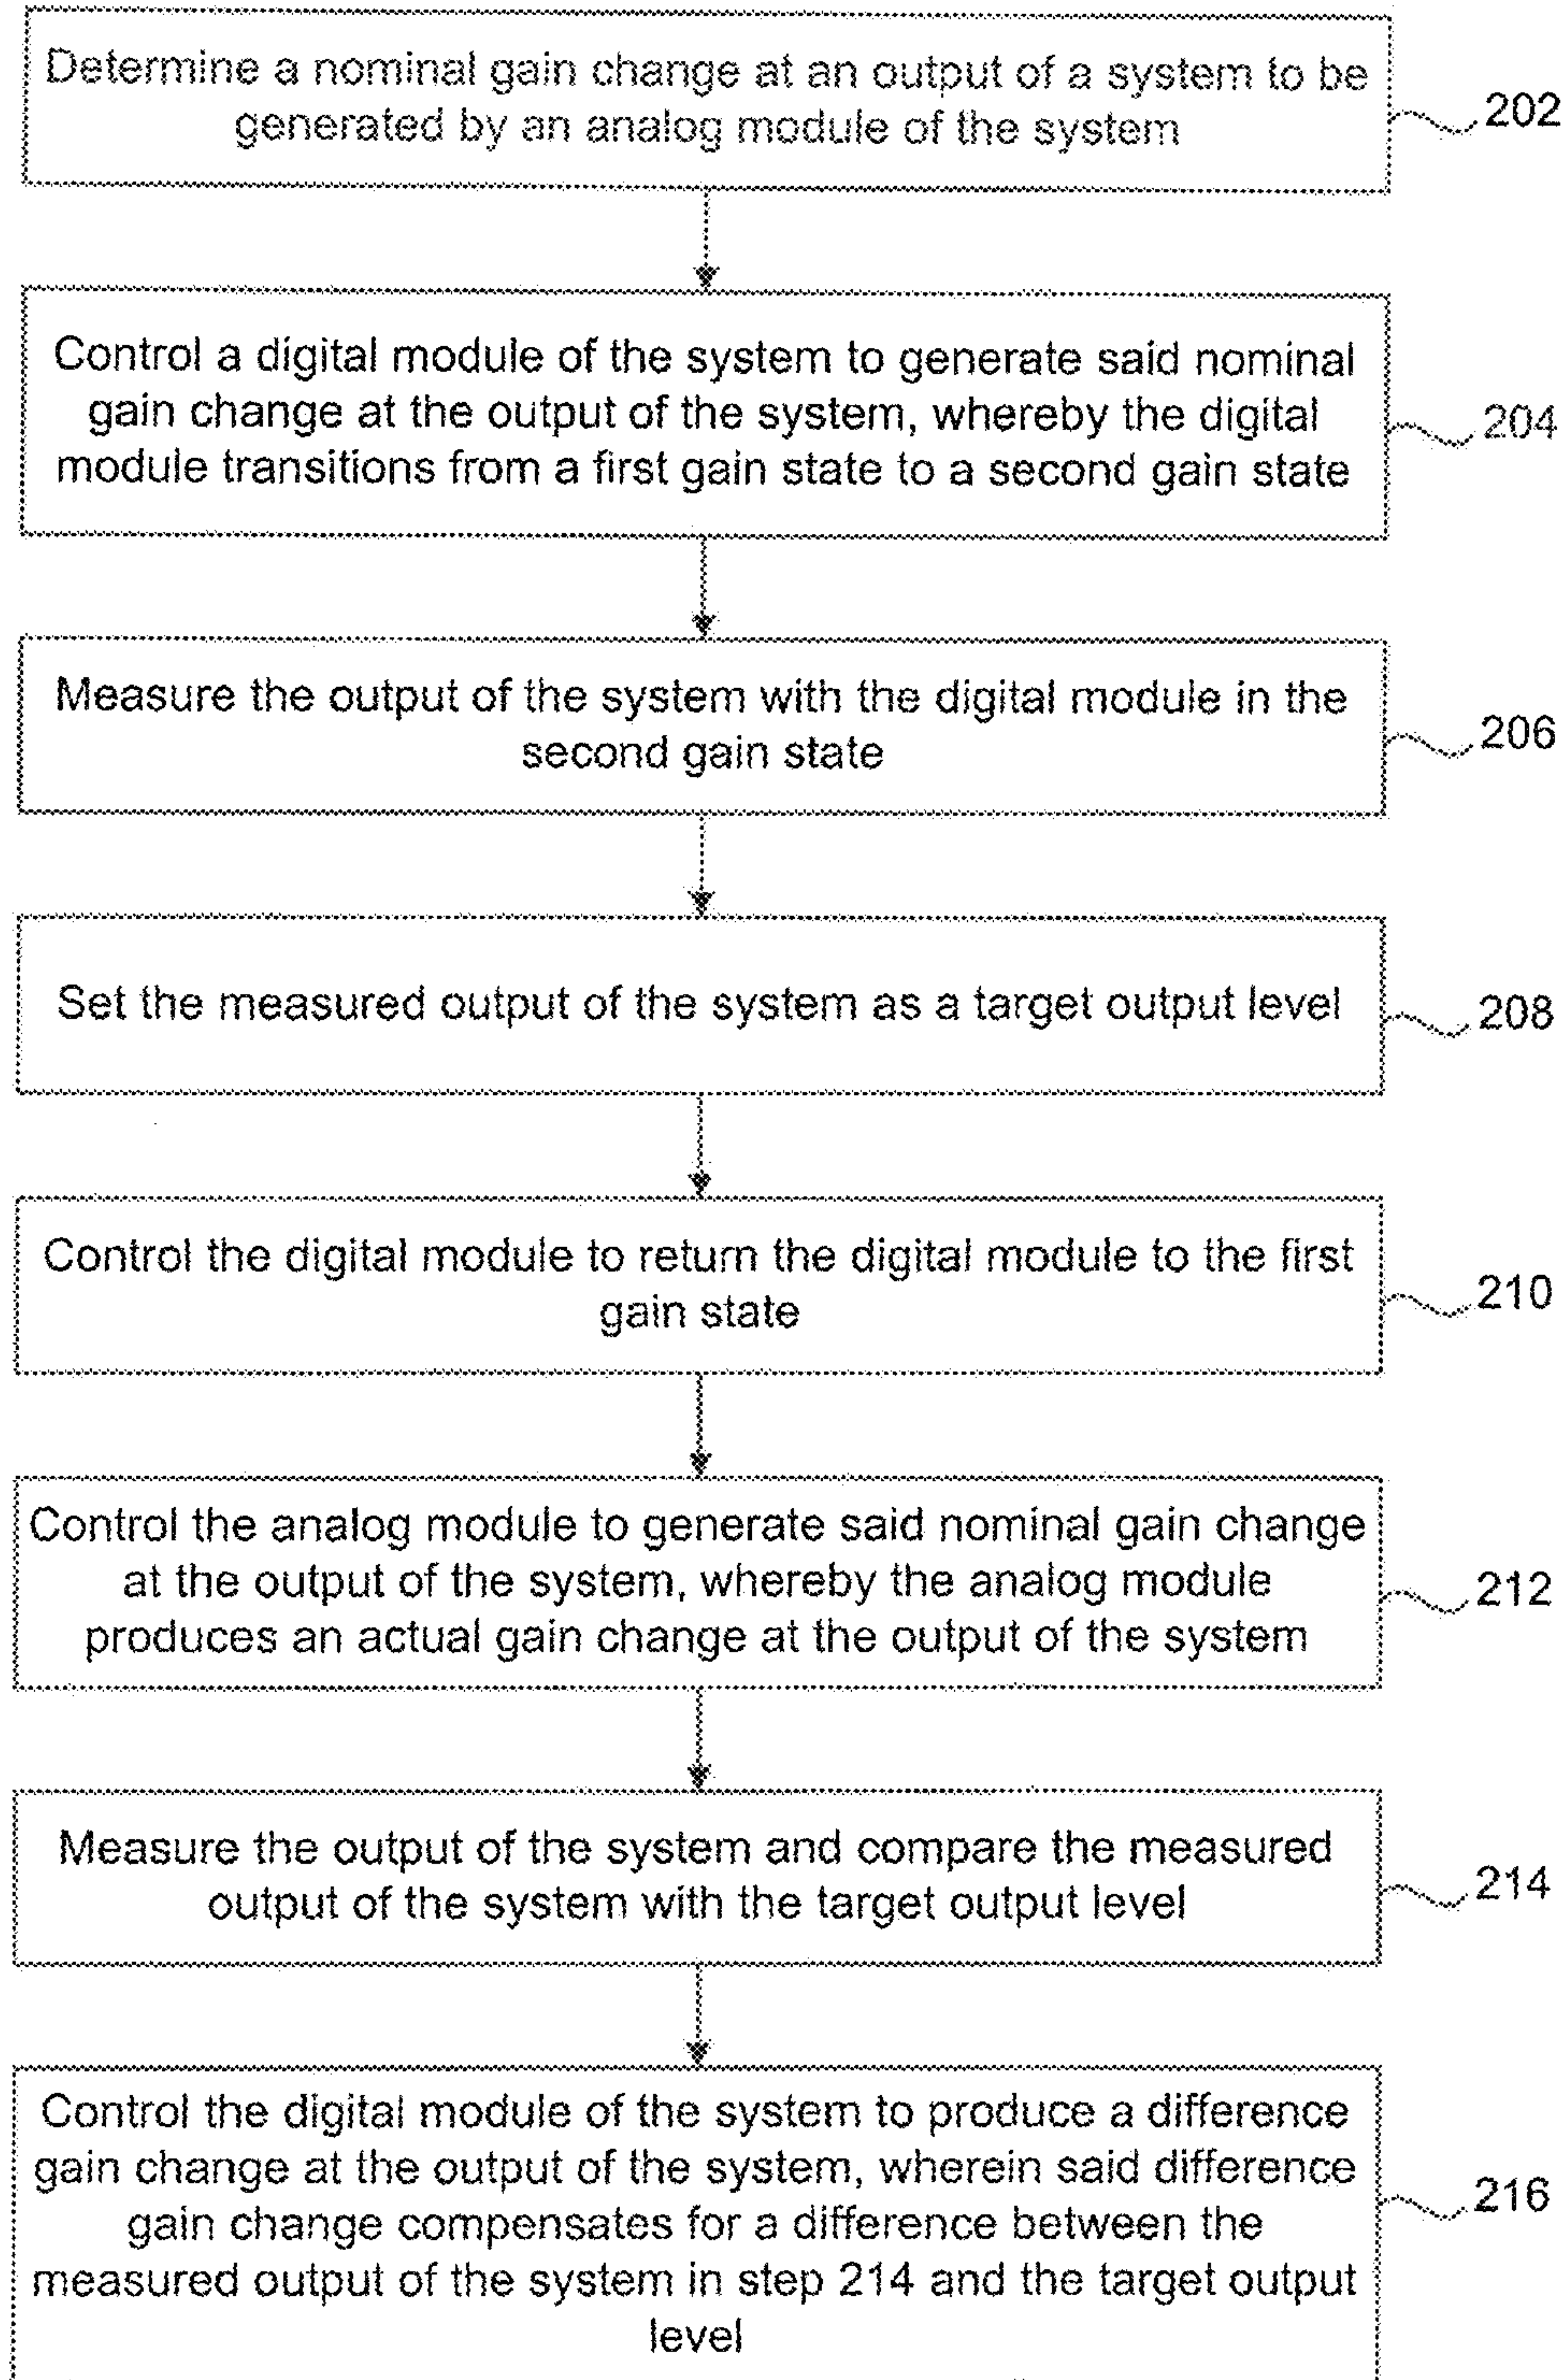 Determine a nominal gain change at an output of a system to be
generated by an analog module of the system
202
Control a digital module of the system to generate said nominal
gain change at the output of the system, whereby the digital
module transitions from a first gain state to a second gain state
204
Measure the output of the system with the digital module in the
second gain state
206
Set the measured output of the system as a target output level
208
Control the digital module to return the digital module to the first
gain state
210
Control the analog module to generate said nominal gain change
at the output of the system, whereby the analog module
produces an actual gain change at the output of the system
212
Measure the output of the system and compare the measured
output of the system with the target output level
214
Control the digital module of the system to produce a difference
gain change at the output of the system, wherein said difference
gain change compensates for a difference between the
measured output of the system in step 214 and the target output
level
216